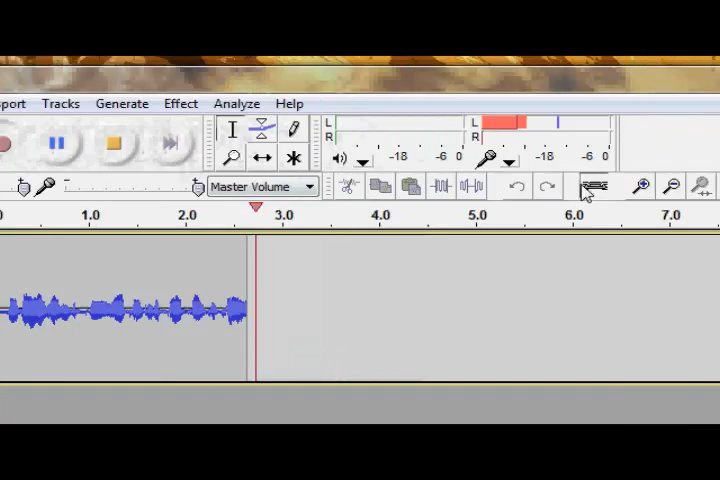 port Tracks Generate Effect Analyze Help
L
R
-18 -6 0
L
R
-18 -6 0
Master Volume
0 1.0 2.0 3.0 4.0 5.0 6.0 7.0